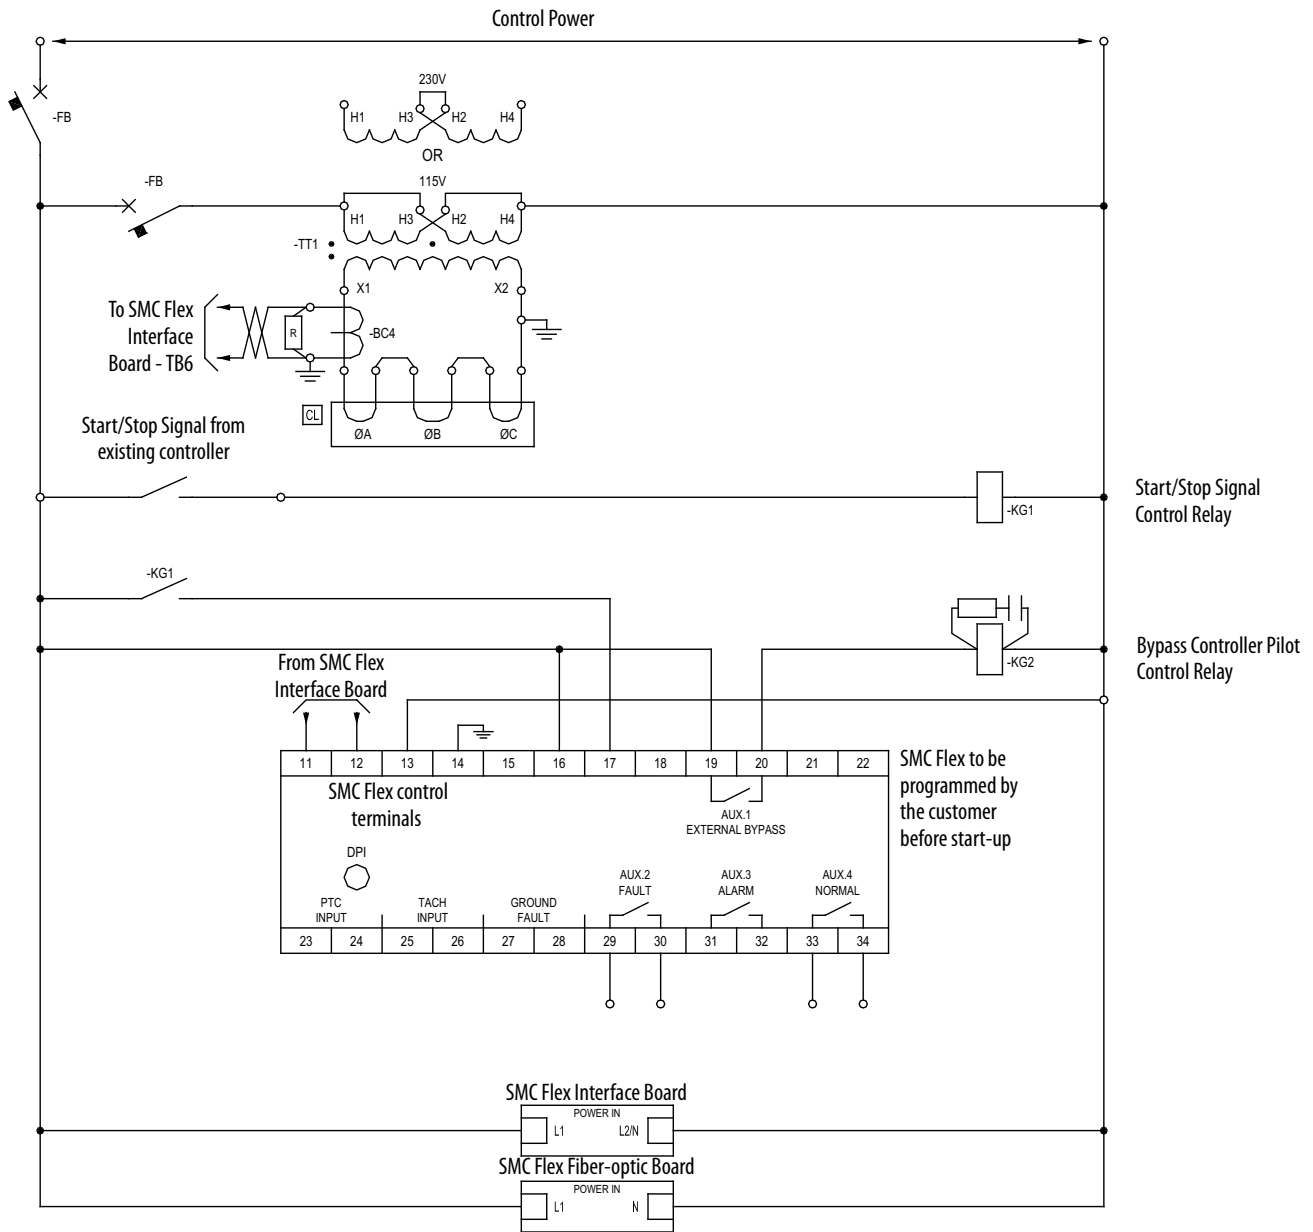 Control Power
-FB
230V
H1 H3 H2 H4
OR
-FB
115V
H1 H3 H2 H4
-TT1
X1 X2
To SMC Flex
Interface
Board - TB6
R
-BC4
CL
ØA ØB ØC
Start/Stop Signal from
existing controller
-KG1
Start/Stop Signal
Control Relay
-KG1
-KG2
Bypass Controller Pilot
Control Relay
From SMC Flex
Interface Board
11 12 13 14 15 16 17 18 19 20 21 22
SMC Flex control
terminals
AUX.1
EXTERNAL BYPASS
SMC Flex to be
programmed by
the customer
before start-up
DPI
PTC
INPUT
TACH
INPUT
GROUND
FAULT
AUX.2
FAULT
AUX.3
ALARM
AUX.4
NORMAL
23 24 25 26 27 28 29 30 31 32 33 34
SMC Flex Interface Board
POWER IN
L1 L2/N
SMC Flex Fiber-optic Board
POWER IN
L1 N